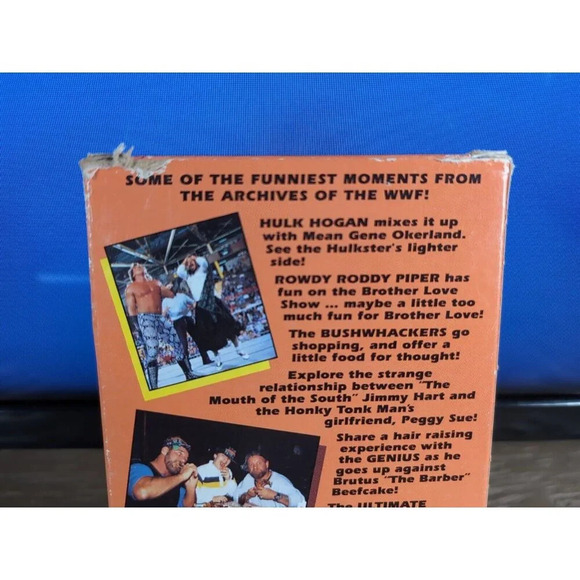 SOME OF THE FUNNIEST MOMENTS FROM
THE ARCHIVES OF THE WWF!
HULK HOGAN mixes it up
with Mean Gene Okerland.
See the Hulkster's lighter
side!
ROWDY RODDY PIPER has
fun on the Brother Love
Show ... maybe a little too
much fun for Brother Love!
The BUSHWHACKERS go
shopping, and offer a
little food for thought!
Explore the strange
relationship between "The
Mouth of the South" Jimmy Hart and
the Honky Tonk Man's
girlfriend, Peggy Sue!
Share a hair raising
experience with
the GENIUS as he
goes up against
Brutus "The Barber"
Beefcake!
The ULTIMATE